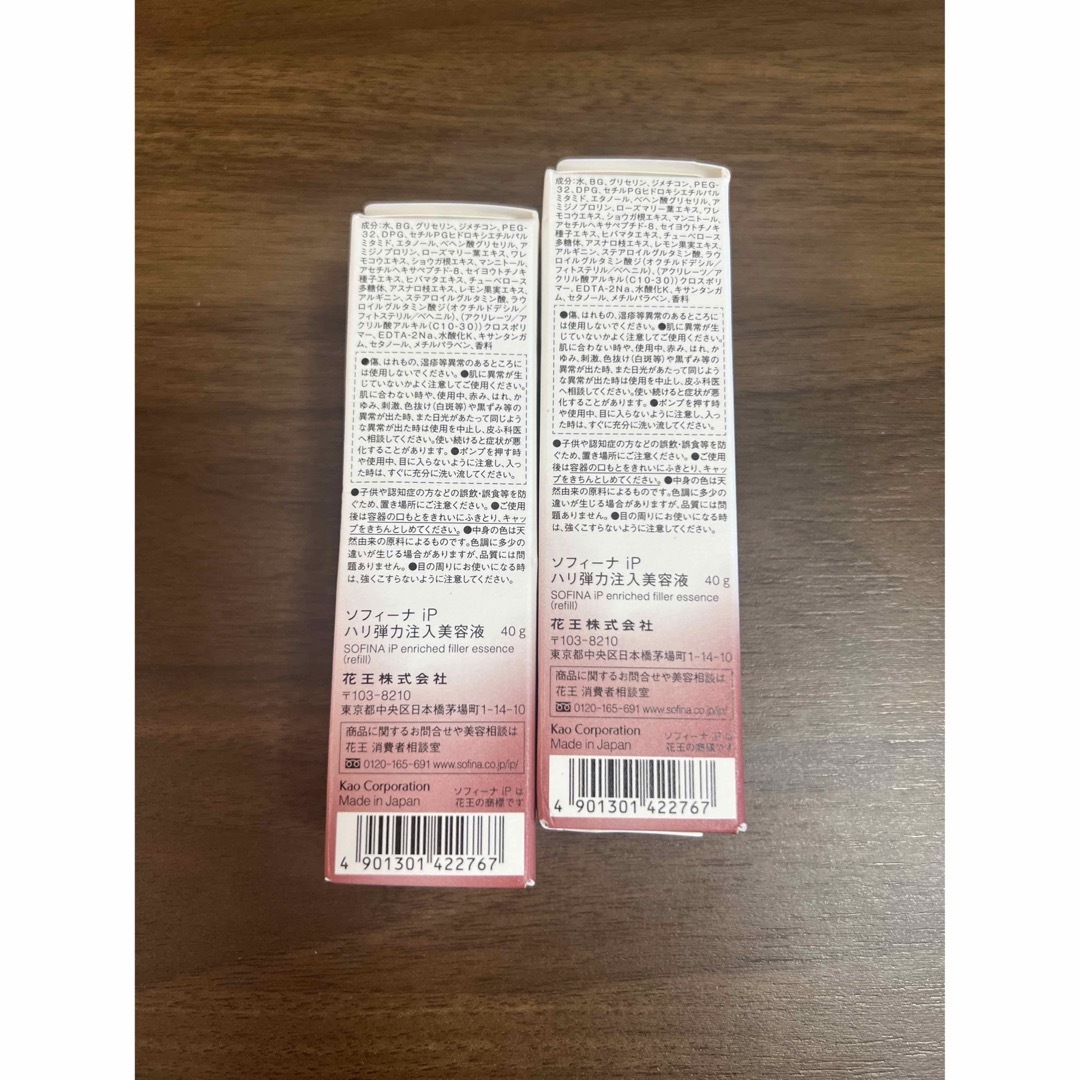 成分:水、BG、グリセリン、ジメチコン、PEG-
32、DPG、セチルPGヒドロキシエチルパル
ミタミド、エタノール、ベヘン酸グリセリル、ア
ミジノプロリン、ローズマリー葉エキス、ワレ
モコウエキス、ショウガ根エキス、マンニトール、
アセチルヘキサペプチド-8、セイヨウトチノキ
種子エキス、ヒバマタエキス、チューベロース
多糖体、アスナロ枝エキス、レモン果実エキス、
アルギニン、ステアロイルグルタミン酸、ラウ
ロイルグルタミン酸ジ(オクチルドデシル/
フィトステリル/ベヘニル)、(アクリレーツ/ア
クリル酸アルキル(C10-30))クロスポリ
マー、EDTA-2Na、水酸化K、キサンタンガ
ム、セタノール、メチルパラベン、香料
●傷、はれもの、湿疹等異常のあるところに
は使用しないでください。●肌に異常が生
じていないかよく注意してご使用ください。
肌に合わない時や、使用中、赤み、はれ、か
ゆみ、刺激、色抜け(白斑等)や黒ずみ等の
異常が出た時、また日光があたって同じよう
な異常が出た時は使用を中止し、皮ふ科医
へ相談してください。使い続けると症状が悪
化することがあります。●ポンプを押す時
や使用中、目に入らないように注意し、入っ
た時は、すぐに充分に洗い流してください。
●子供や認知症の方などの誤飲・誤食等を防
ぐため、置き場所にご注意ください。●ご使用
後は容器の口もとをきれいにふきとり、キャッ
プをきちんとしめてください。●中身の色は天
然由来の原料によるものです。色調に多少の
違いが生じる場合がありますが、品質には問
題ありません。●目の周りにお使いになる時
は、強くこすらないように注意してください。
ソフィーナ iP
ハリ弾力注入美容液 40g
SOFINA iP enriched filler essence
(refill)
花王株式会社
〒103-8210
東京都中央区日本橋茅場町1-14-10
商品に関するお問合せや美容相談は
花王 消費者相談室
0120-165-691 www.sofina.co.jp/ip/
Kao Corporation
Made in Japan
ソフィーナ iP は
花王の商標です
4 901301 422767
成分:水、BG、グリセリン、ジメチコン、PEG-
32、DPG、セチルPGヒドロキシエチルパル
ミタミド、エタノール、ベヘン酸グリセリル、ア
ミジノプロリン、ローズマリー葉エキス、ワレ
モコウエキス、ショウガ根エキス、マンニトール、
アセチルヘキサペプチド-8、セイヨウトチノキ
種子エキス、ヒバマタエキス、チューベロース
多糖体、アスナロ枝エキス、レモン果実エキス、
アルギニン、ステアロイルグルタミン酸、ラウ
ロイルグルタミン酸ジ(オクチルドデシル/
フィトステリル/ベヘニル)、(アクリレーツ/ア
クリル酸アルキル(C10-30))クロスポリ
マー、EDTA-2Na、水酸化K、キサンタンガ
ム、セタノール、メチルパラベン、香料
●傷、はれもの、湿疹等異常のあるところに
は使用しないでください。●肌に異常が生
じていないかよく注意してご使用ください。
肌に合わない時や、使用中、赤み、はれ、か
ゆみ、刺激、色抜け(白斑等)や黒ずみ等の
異常が出た時、また日光があたって同じよう
な異常が出た時は使用を中止し、皮ふ科医
へ相談してください。使い続けると症状が悪
化することがあります。●ポンプを押す時
や使用中、目に入らないように注意し、入っ
た時は、すぐに充分に洗い流してください。
●子供や認知症の方などの誤飲・誤食等を防
ぐため、置き場所にご注意ください。●ご使用
後は容器の口もとをきれいにふきとり、キャッ
プをきちんとしめてください。●中身の色は天
然由来の原料によるものです。色調に多少の
違いが生じる場合がありますが、品質には問
題ありません。●目の周りにお使いになる時
は、強くこすらないように注意してください。
ソフィーナ iP
ハリ弾力注入美容液 40g
SOFINA iP enriched filler essence
(refill)
花王株式会社
〒103-8210
東京都中央区日本橋茅場町1-14-10
商品に関するお問合せや美容相談は
花王 消費者相談室
0120-165-691 www.sofina.co.jp/ip/
Kao Corporation
Made in Japan
ソフィーナ iP は
花王の商標です
4 901301 422767